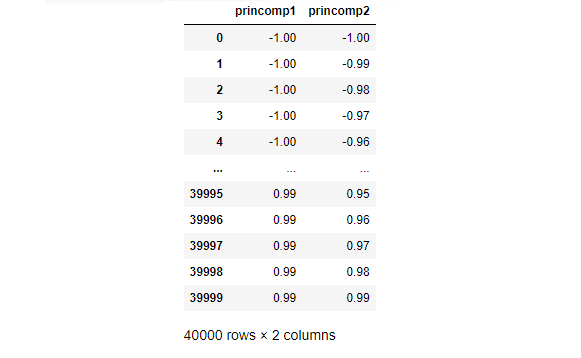 princomp1 princomp2
0 -1.00 -1.00
1 -1.00 -0.99
2 -1.00 -0.98
3 -1.00 -0.97
4 -1.00 -0.96
... ... ...
39995 0.99 0.95
39996 0.99 0.96
39997 0.99 0.97
39998 0.99 0.98
39999 0.99 0.99
40000 rows × 2 columns